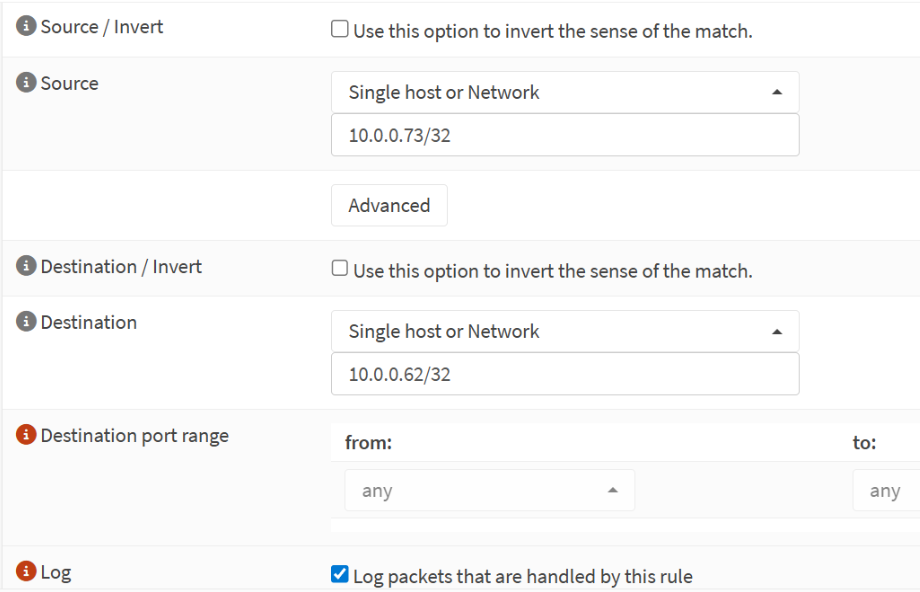 Source / Invert
Use this option to invert the sense of the match.
Source
Single host or Network
10.0.0.73/32
Advanced
Destination / Invert
Use this option to invert the sense of the match.
Destination
Single host or Network
10.0.0.62/32
Destination port range
from:
to:
any
any
Log
Log packets that are handled by this rule